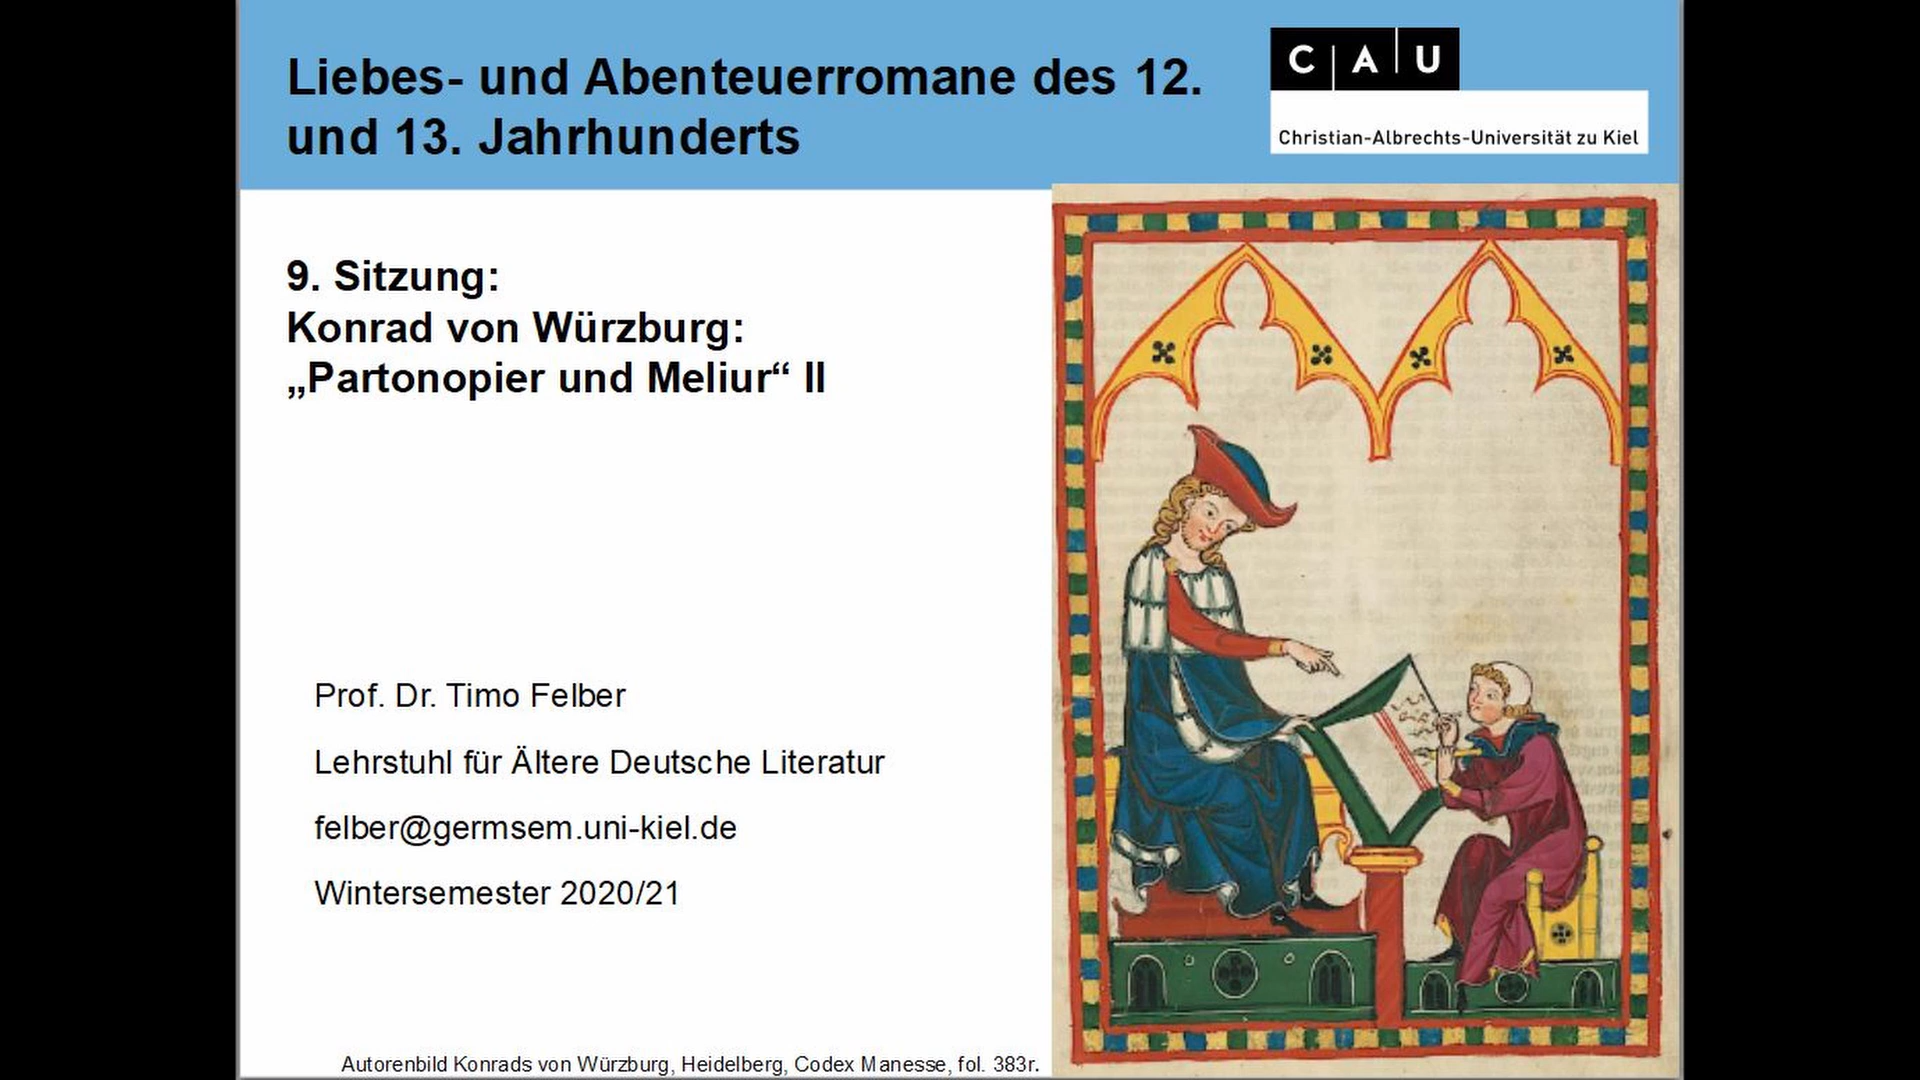 Liebes- und Abenteuerromane des 12.
und 13. Jahrhunderts
C A U
Christian-Albrechts-Universität zu Kiel
9. Sitzung:
Konrad von Würzburg:
„Partonopier und Meliur“ II
Prof. Dr. Timo Felber
Lehrstuhl für Ältere Deutsche Literatur
felber@germsem.uni-kiel.de
Wintersemester 2020/21
Autorenbild Konrads von Würzburg, Heidelberg, Codex Manesse, fol. 383r.